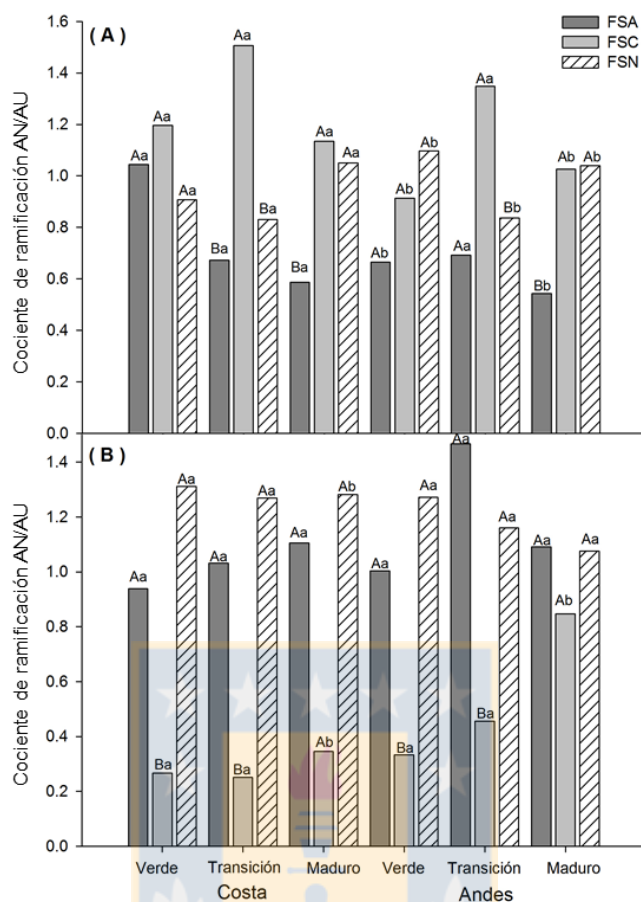 ( A )
FSA
FSC
FSN
Cociente de ramificación AN/AU
1.6
1.4
1.2
1.0
0.8
0.6
0.4
0.2
0.0
Aa Aa Aa
Ba Aa Ba
Ba Aa Aa
Ab Ab Ab
Aa Aa Bb
Bb Ab Ab
( B )
Cociente de ramificación AN/AU
1.4
1.2
1.0
0.8
0.6
0.4
0.2
0.0
Aa Ba Aa
Aa Ba Aa
Aa Ab Ab
Aa Ba Aa
Aa Ba Aa
Aa Ab Aa
Verde Transición Maduro Verde Transición Maduro
Costa Andes